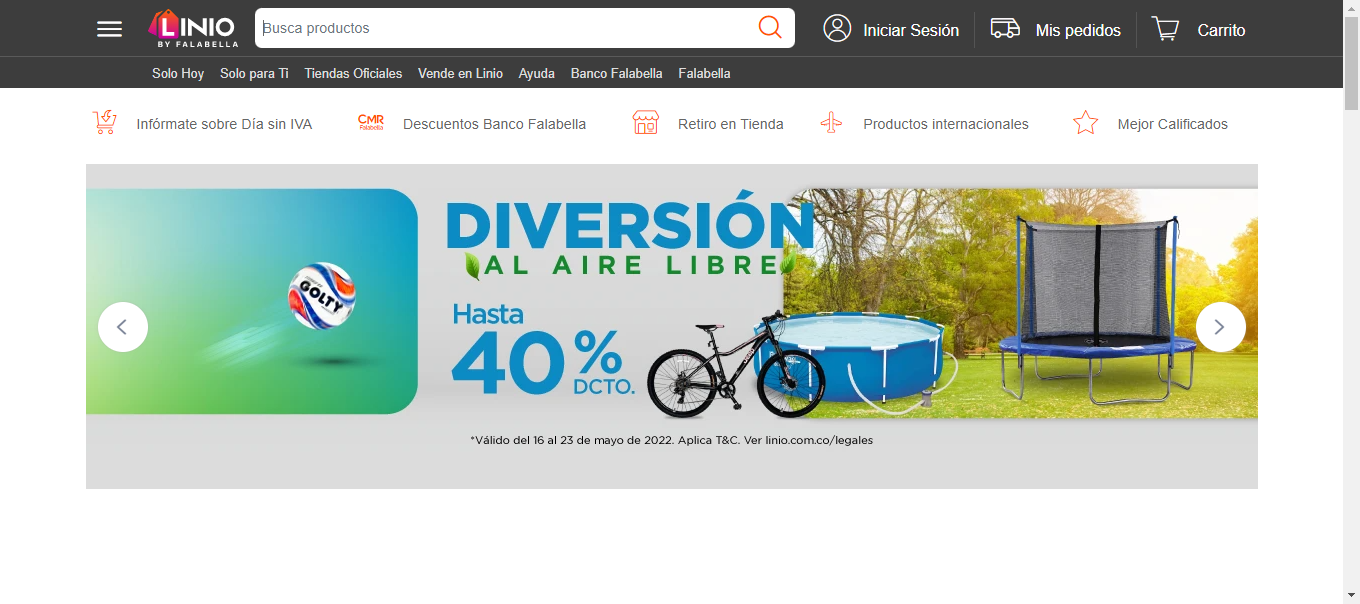 LINIO
BY FALABELLA
Busca productos
Iniciar Sesión
Mis pedidos
Carrito
Solo Hoy
Solo para Ti
Tiendas Oficiales
Vende en Linio
Ayuda
Banco Falabella
Falabella
Infórmate sobre Día sin IVA
CMR
Falabella
Descuentos Banco Falabella
Retiro en Tienda
Productos internacionales
Mejor Calificados
DIVERSIÓN
AL AIRE LIBRE
GOLTY
Hasta
40%
DCTO.
*Válido del 16 al 23 de mayo de 2022. Aplica T&C. Ver linio.com.co/legales